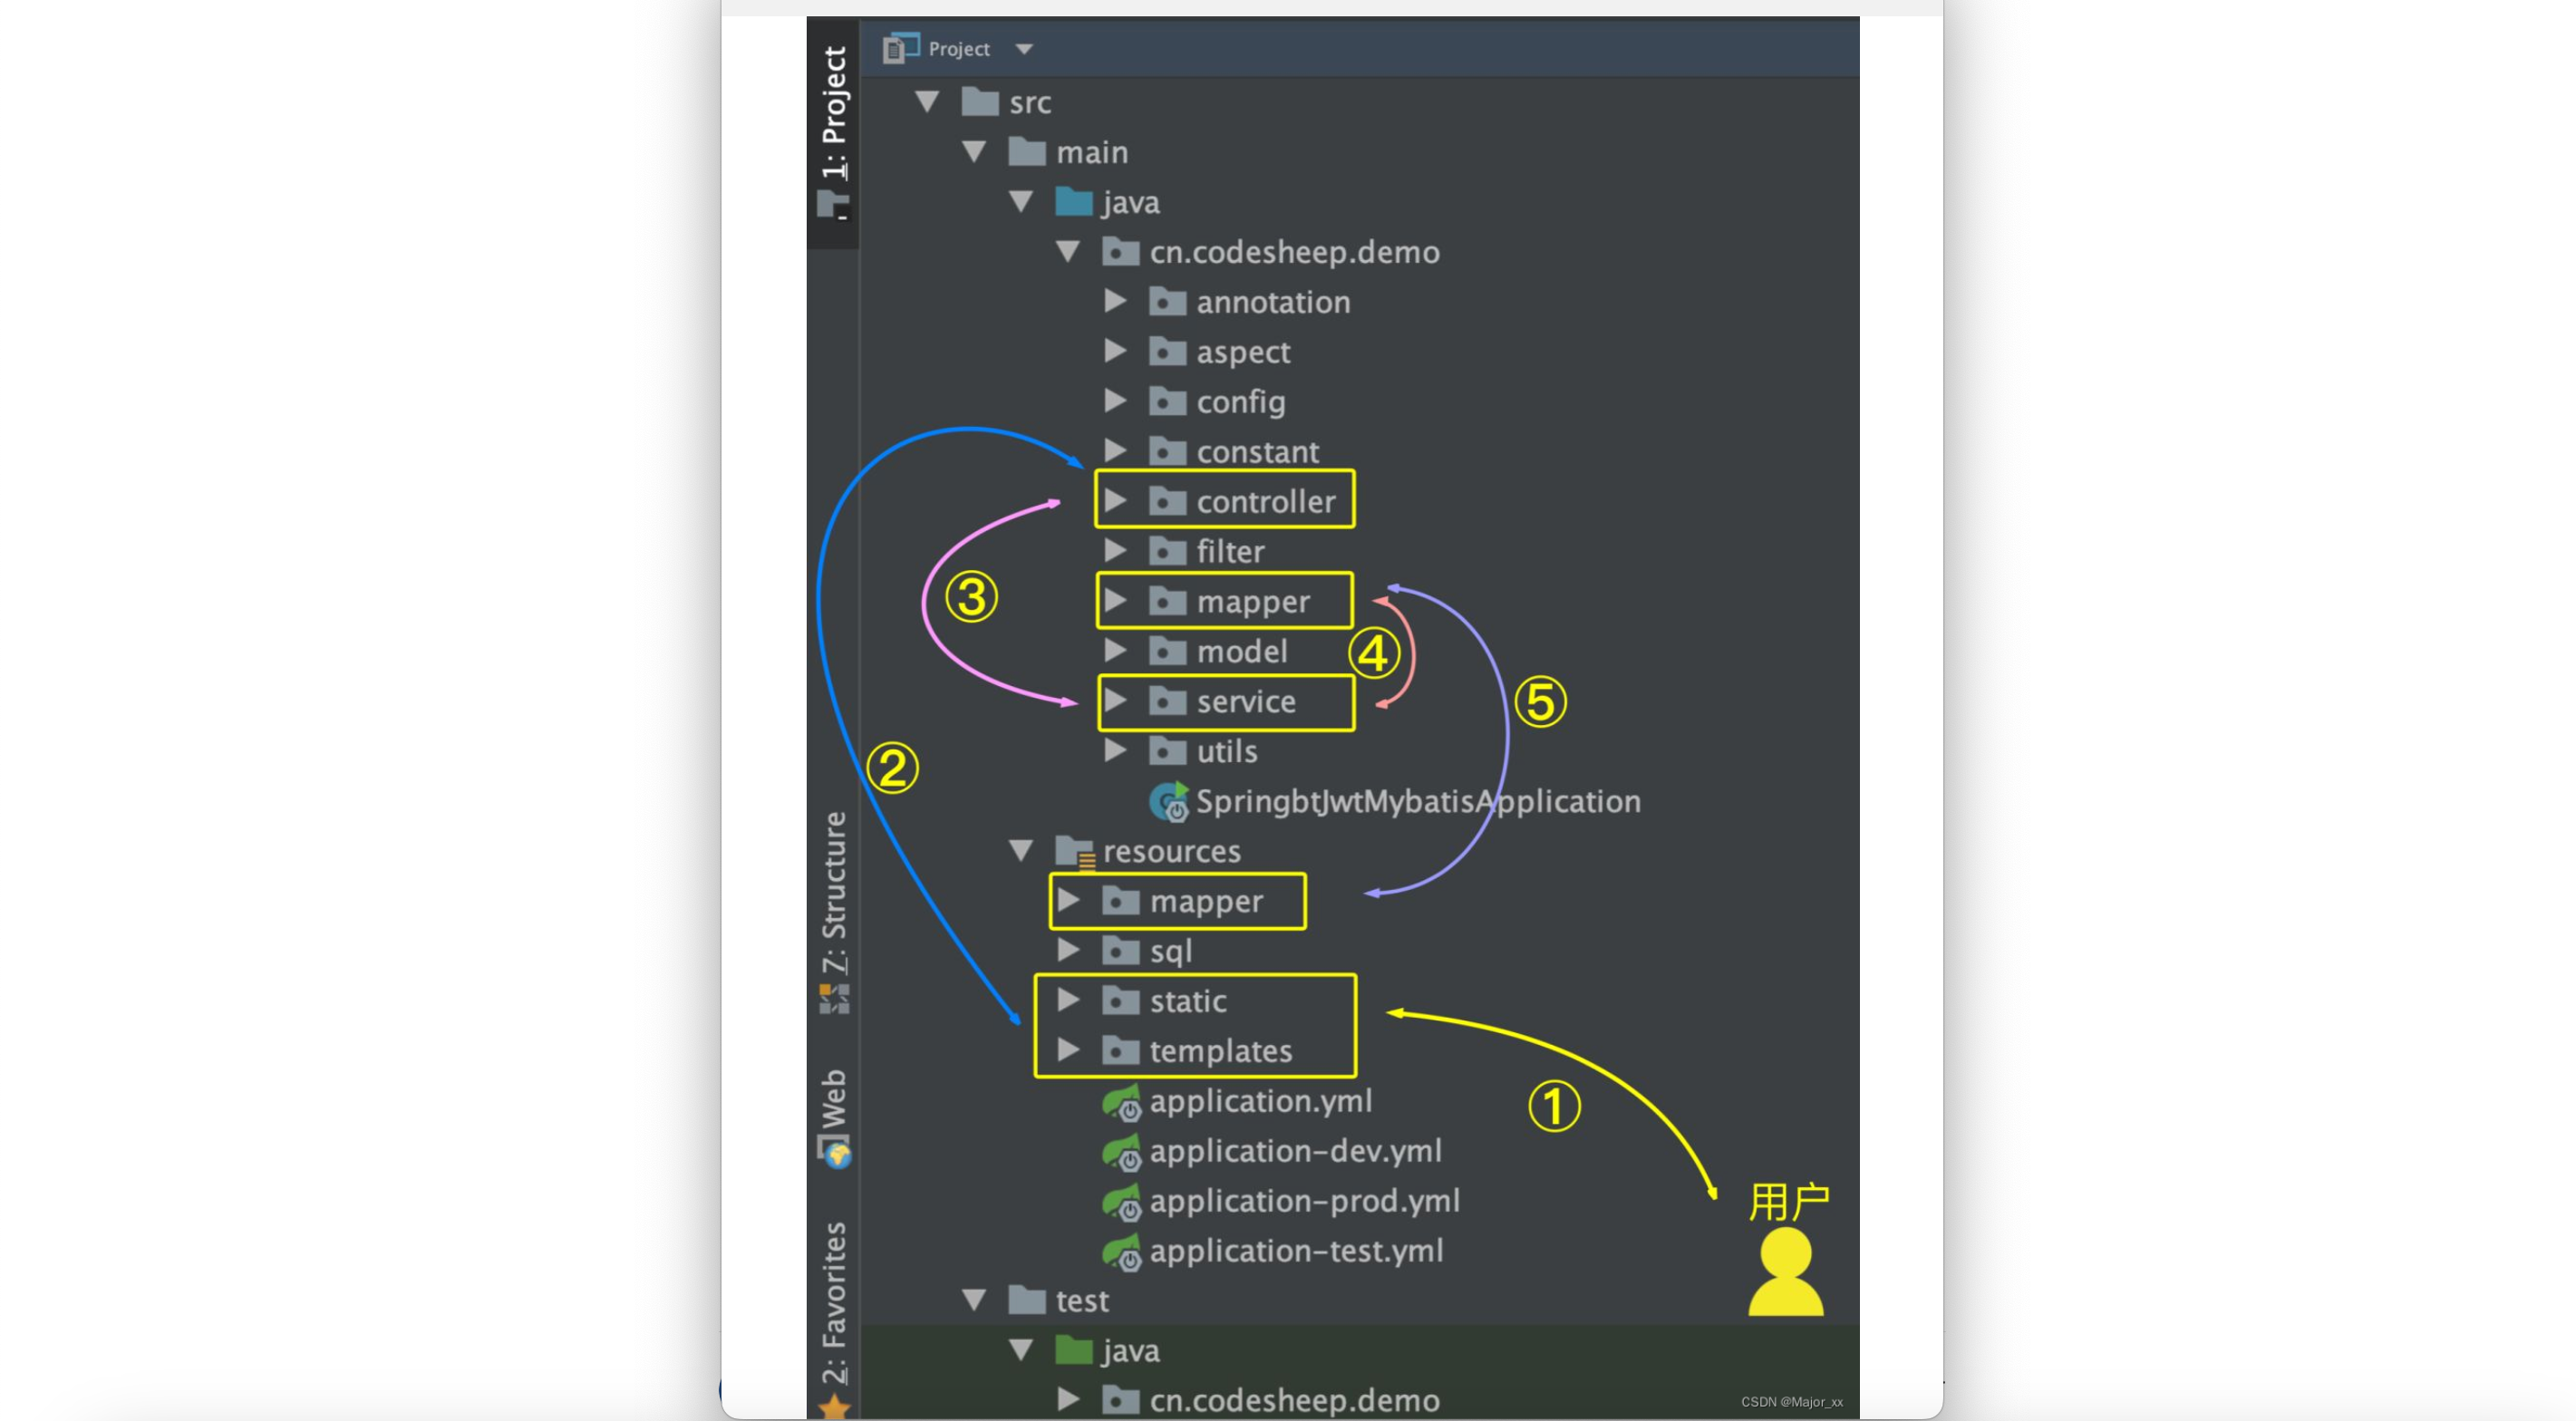 1: Project
Project
src
main
java
cn.codesheep.demo
annotation
aspect
config
constant
controller
filter
③
mapper
model
④
service
⑤
utils
②
SpringbtJwtMybatisApplication
resources
mapper
sql
static
templates
application.yml
①
application-dev.yml
application-prod.yml
用户
application-test.yml
test
java
cn.codesheep.demo
7: Structure
Web
2: Favorites
CSDN @Major_xx